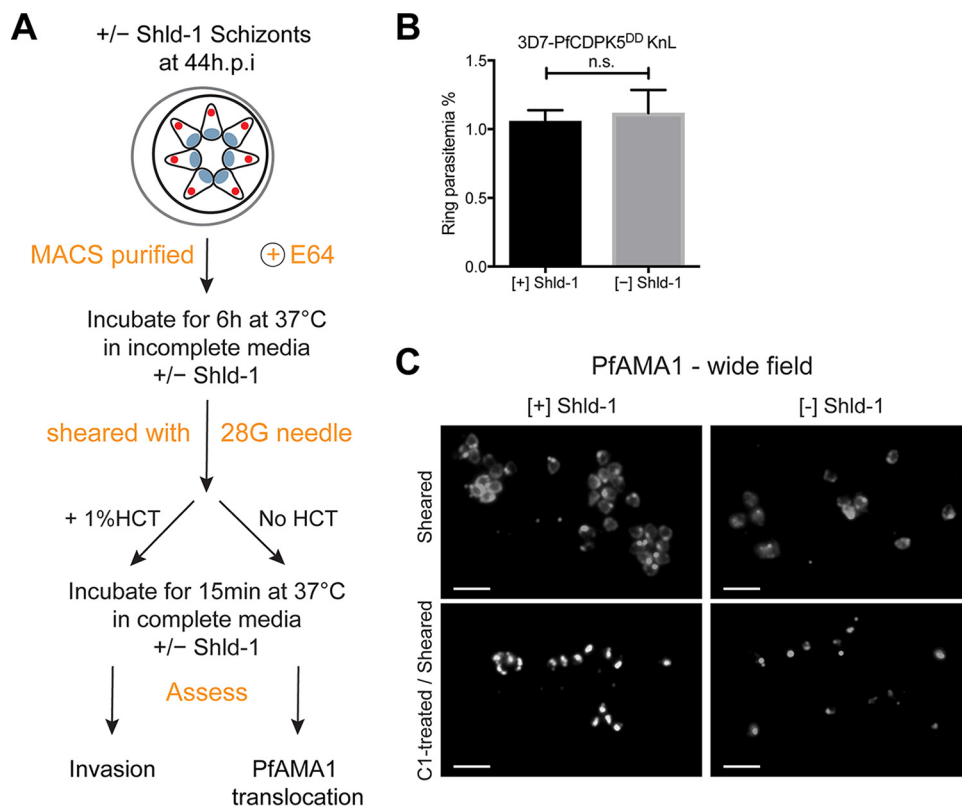 A
+/− Shld-1 Schizonts
at 44h.p.i
MACS purified
+ E64
Incubate for 6h at 37°C
in incomplete media
+/− Shld-1
sheared with 28G needle
+ 1%HCT
No HCT
Incubate for 15min at 37°C
in complete media
+/− Shld-1
Assess
Invasion
PfAMA1
translocation
B
3D7-PfCDPK5DD KnL
n.s.
Ring parasitemia %
1.5
1.0
0.5
0.0
[+] Shld-1
[−] Shld-1
C
PfAMA1 - wide field
[+] Shld-1
[-] Shld-1
Sheared
C1-treated / Sheared